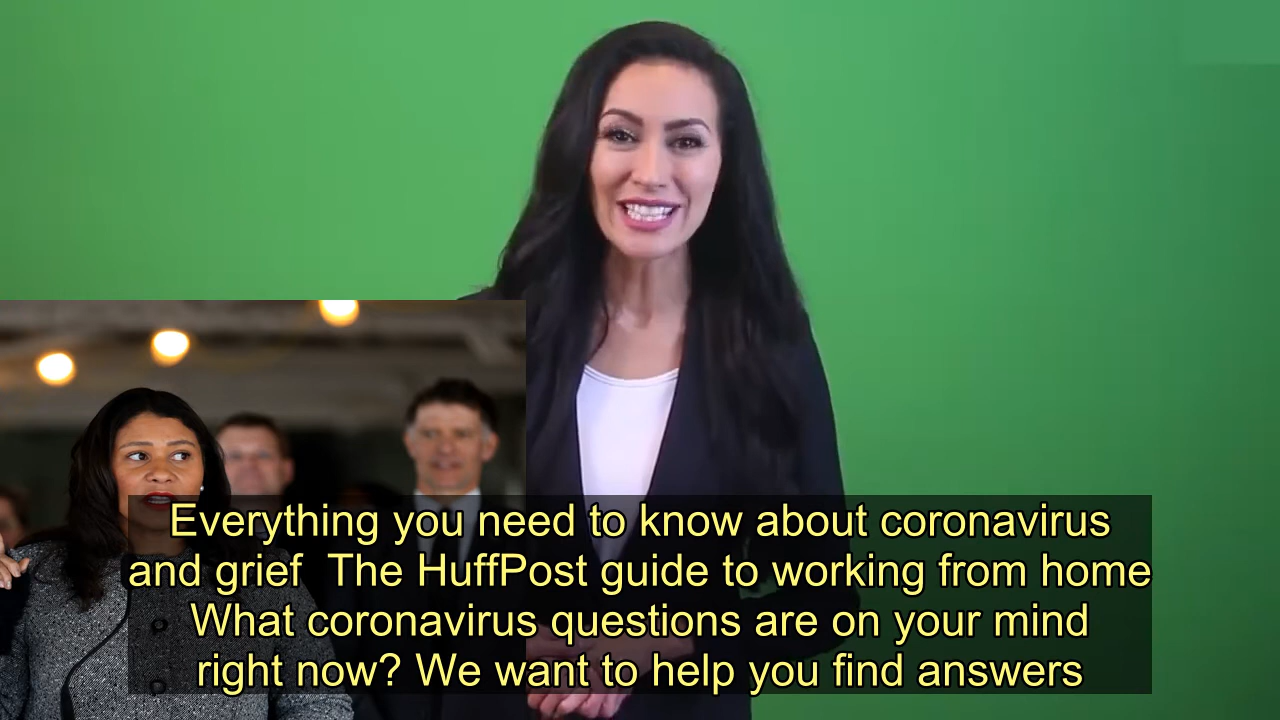 Everything you need to know about coronavirus
and grief  The HuffPost guide to working from home
What coronavirus questions are on your mind
right now? We want to help you find answers